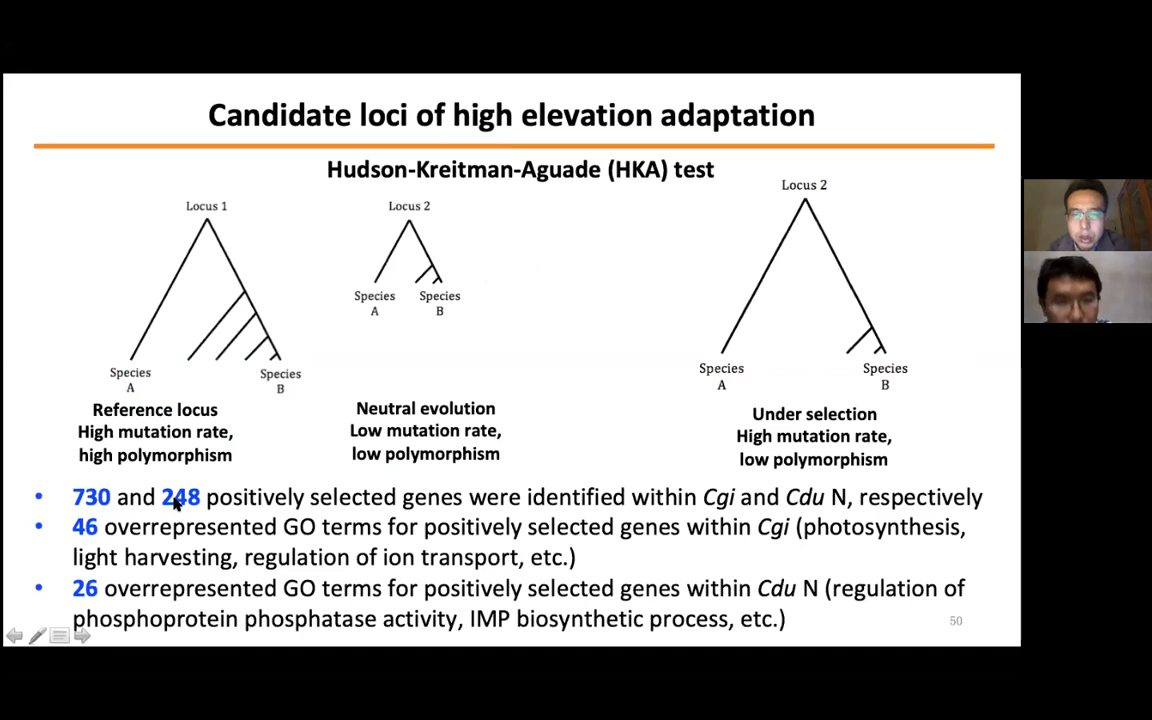 Candidate loci of high elevation adaptation
Hudson-Kreitman-Aguade (HKA) test
Locus 1
Locus 2
Locus 2
Species
A
Species
B
Species
A
Species
B
Species
A
Species
B
Reference locus
High mutation rate,
high polymorphism
Neutral evolution
Low mutation rate,
low polymorphism
Under selection
High mutation rate,
low polymorphism
• 730 and 248 positively selected genes were identified within Cgi and Cdu N, respectively
• 46 overrepresented GO terms for positively selected genes within Cgi (photosynthesis,
light harvesting, regulation of ion transport, etc.)
• 26 overrepresented GO terms for positively selected genes within Cdu N (regulation of
phosphoprotein phosphatase activity, IMP biosynthetic process, etc.)
50